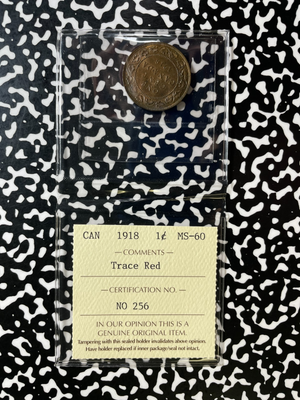 CAN 1918 1¢ MS-60
— COMMENTS —
Trace Red
— CERTIFICATION NO. —
NO 256
IN OUR OPINION THIS IS A
GENUINE ORIGINAL ITEM.
Tampering with this sealed holder invalidates above opinion.
Have holder replaced if inner package/seal not intact.